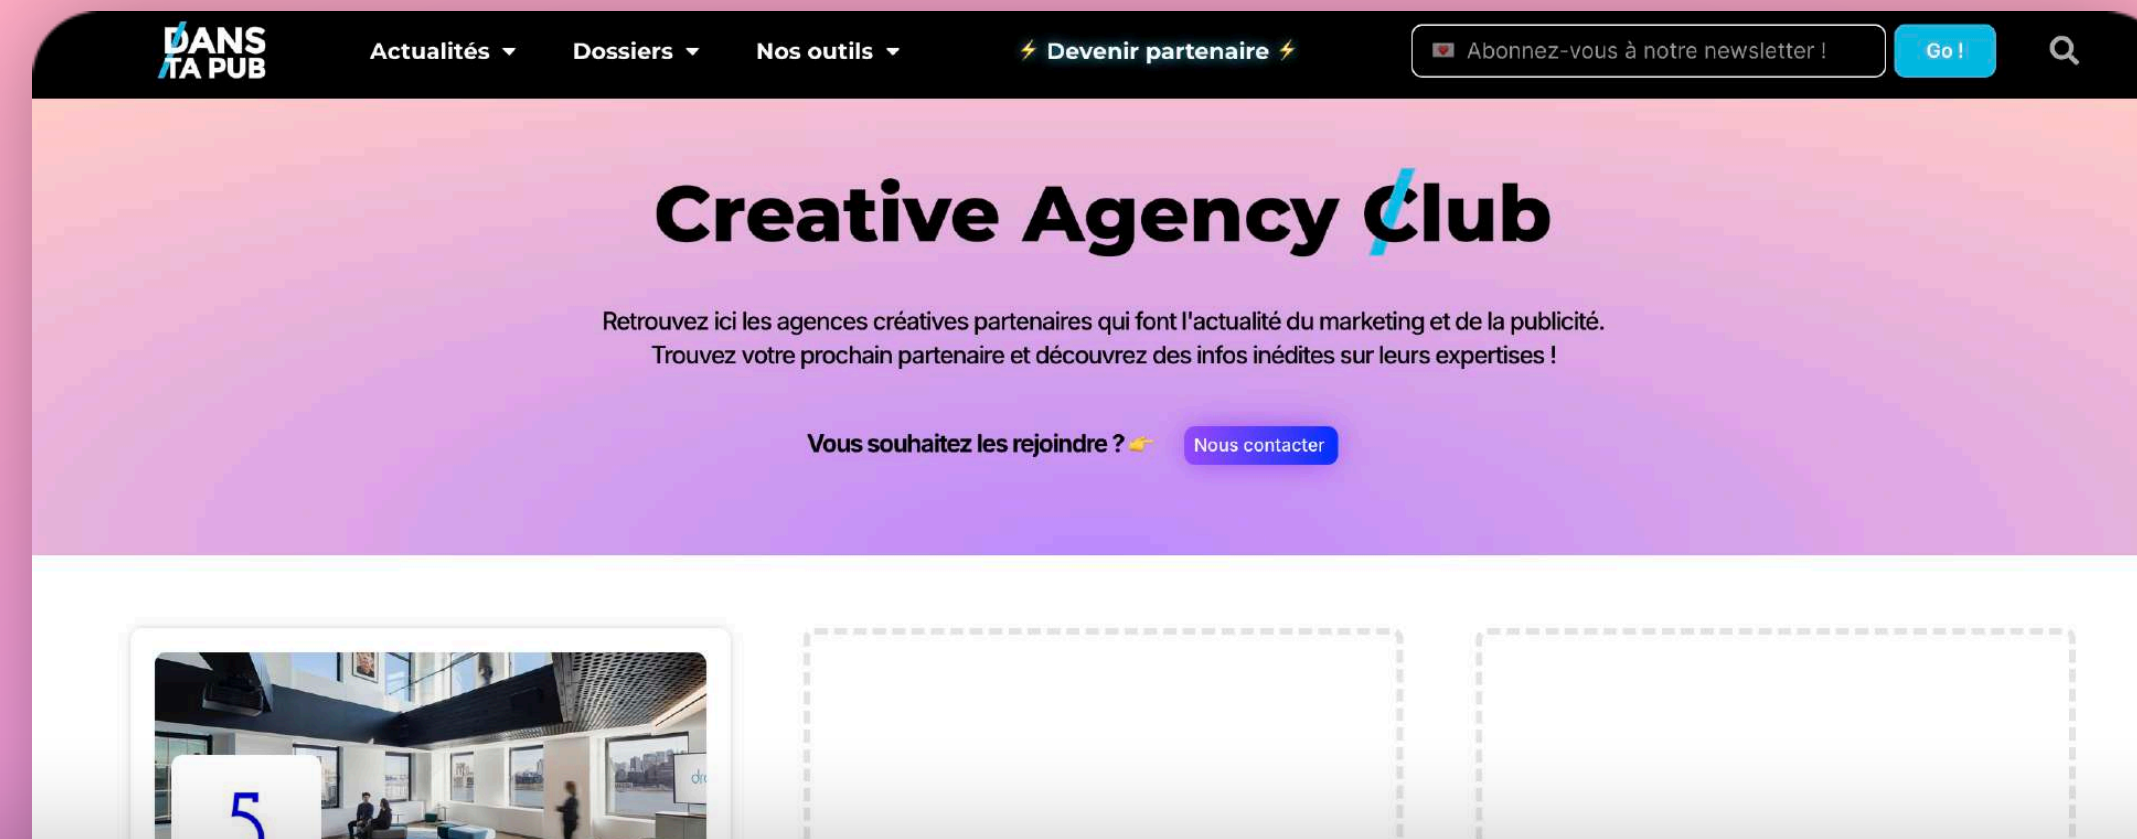 DANS
TA PUB
Actualités
Dossiers
Nos outils
⚡ Devenir partenaire ⚡
💌 Abonnez-vous à notre newsletter !
Go !
Creative Agency Club
Retrouvez ici les agences créatives partenaires qui font l'actualité du marketing et de la publicité.
Trouvez votre prochain partenaire et découvrez des infos inédites sur leurs expertises !
Vous souhaitez les rejoindre ? 👉
Nous contacter
5